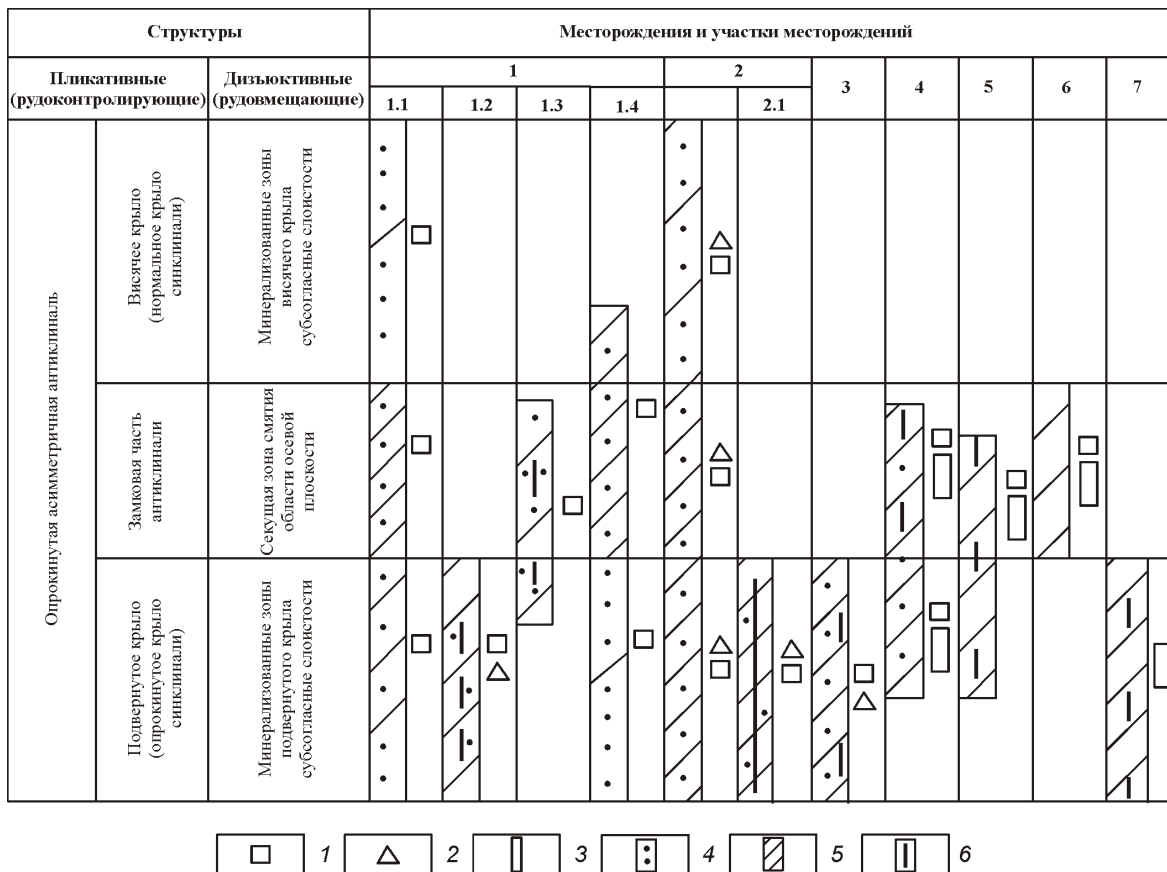 Структуры
Месторождения и участки месторождений
Пликативные
(рудоконтролирующие)
Дизъюктивные
(рудовмещающие)
1
2
3
4
5
6
7
1.1
1.2
1.3
1.4
2.1
Опрокинутая асимметричная антиклиналь
Висячее крыло
(нормальное крыло
синклинали)
Минерализованные зоны
висячего крыла
субсогласные слоистости
Замковая часть
антиклинали
Секущая зона смятия
области осевой
плоскости
Подвернутое крыло
(опрокинутое крыло
синклинали)
Минерализованные зоны
подвернутого крыла
субсогласные слоистости
1
2
3
4
5
6